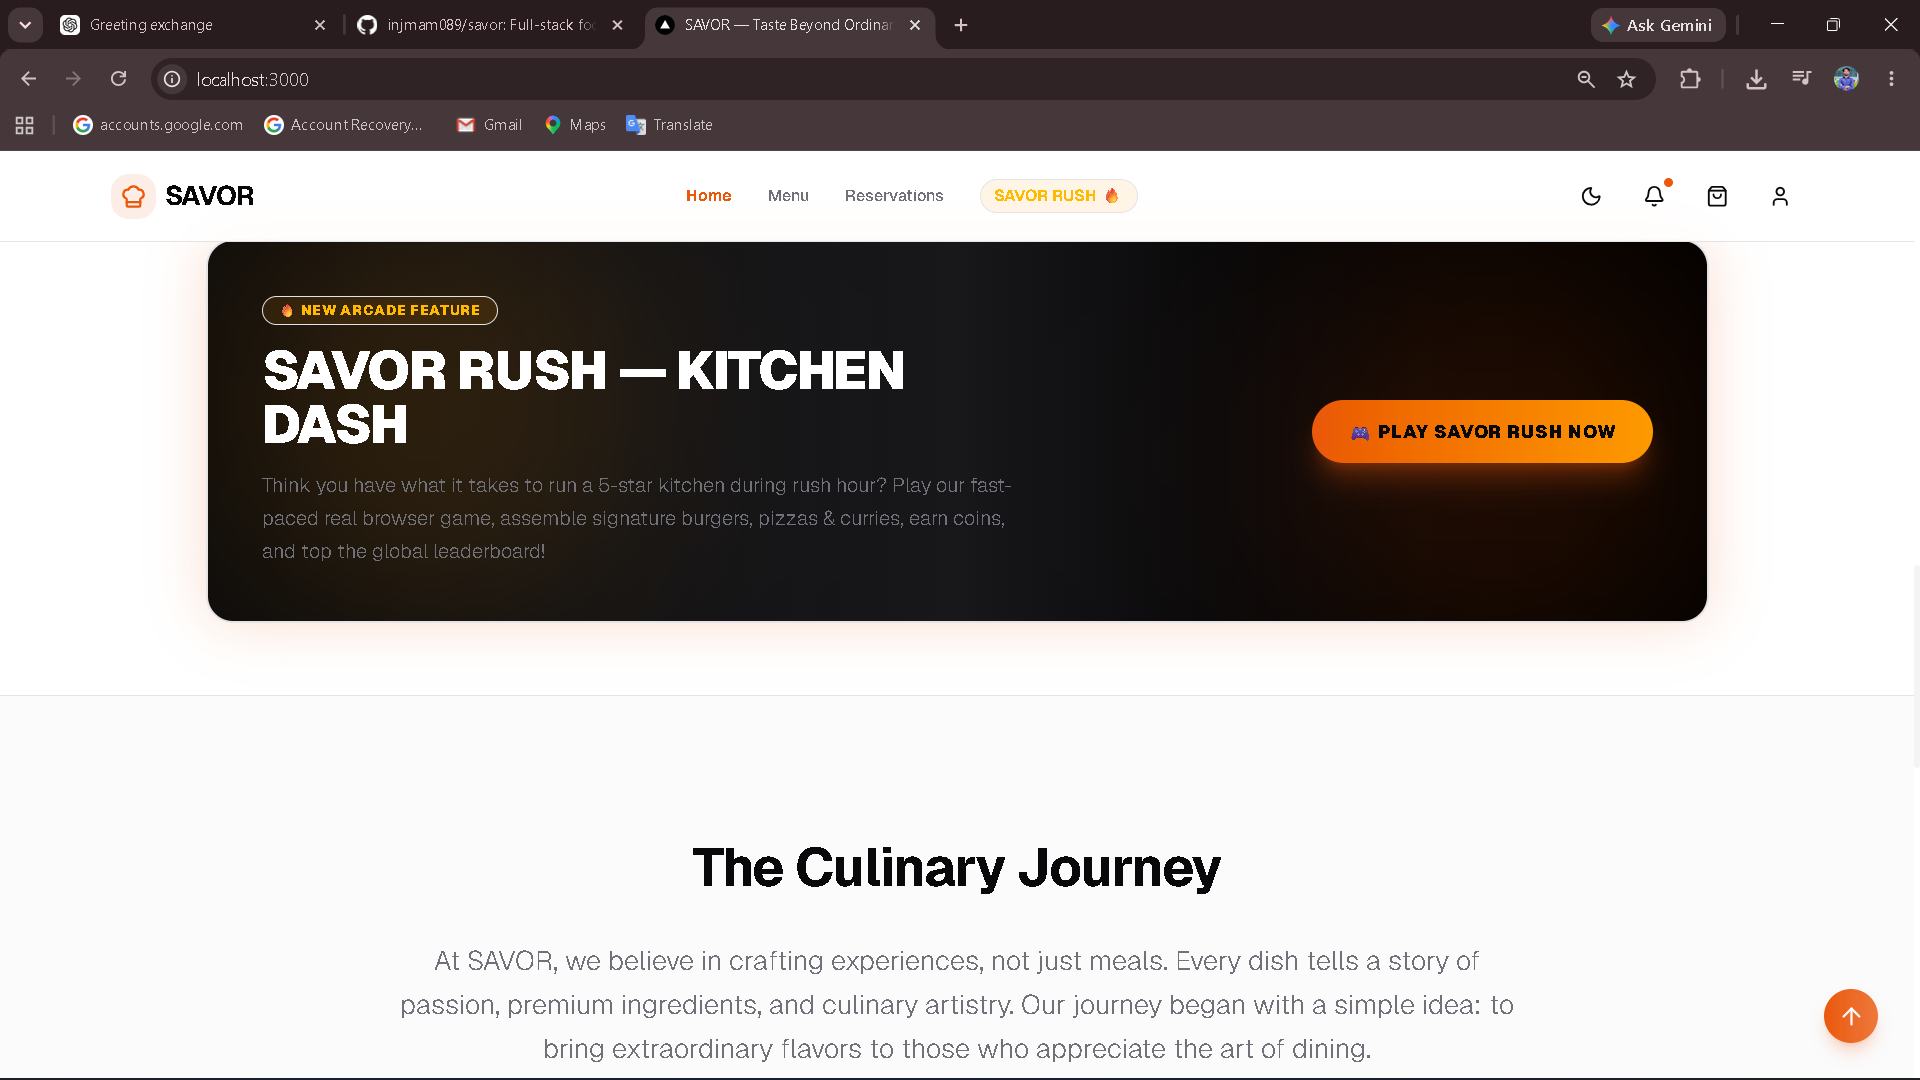 Greeting exchange
injmam089/savor: Full-stack fo
SAVOR — Taste Beyond Ordinar
Ask Gemini
localhost:3000
accounts.google.com
Account Recovery...
Gmail
Maps
Translate
SAVOR
Home
Menu
Reservations
SAVOR RUSH 🔥
🔥 NEW ARCADE FEATURE
SAVOR RUSH — KITCHEN
DASH
Think you have what it takes to run a 5-star kitchen during rush hour? Play our fast-
paced real browser game, assemble signature burgers, pizzas & curries, earn coins,
and top the global leaderboard!
🎮 PLAY SAVOR RUSH NOW
The Culinary Journey
At SAVOR, we believe in crafting experiences, not just meals. Every dish tells a story of
passion, premium ingredients, and culinary artistry. Our journey began with a simple idea: to
bring extraordinary flavors to those who appreciate the art of dining.